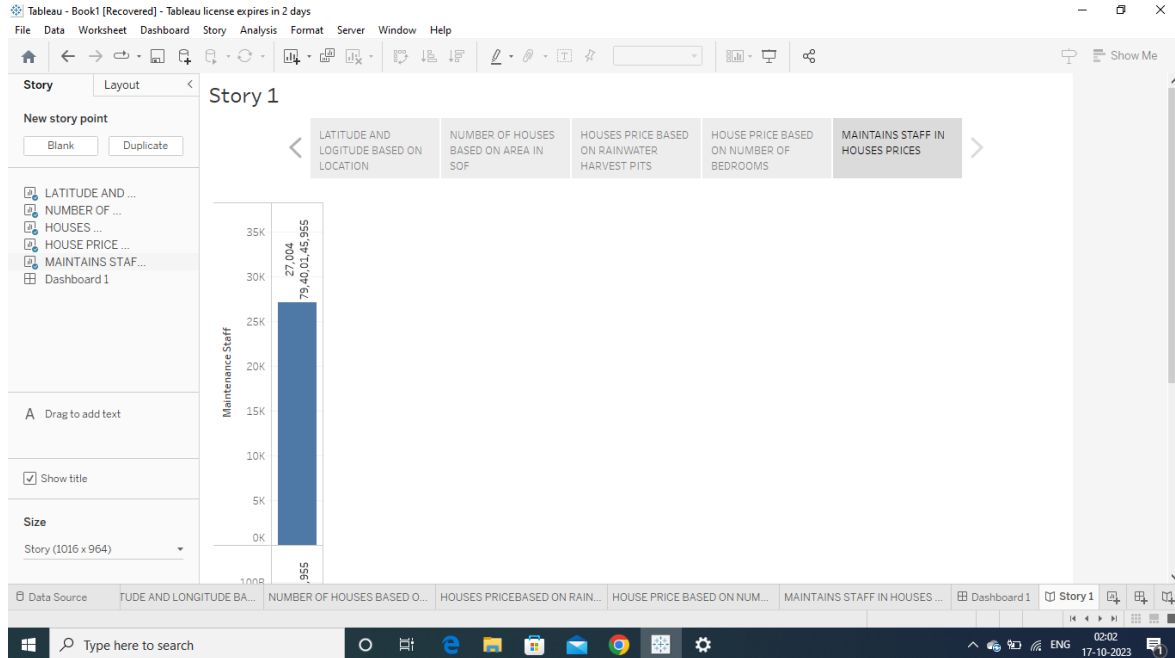 Tableau - Book1 [Recovered] - Tableau license expires in 2 days
File Data Worksheet Dashboard Story Analysis Format Server Window Help
Show Me
Story Layout
New story point
Blank Duplicate
LATITUDE AND ...
NUMBER OF ...
HOUSES ...
HOUSE PRICE ...
MAINTAINS STAF...
Dashboard 1
A Drag to add text
Show title
Size
Story (1016 x 964)
Story 1
LATITUDE AND
LOGITUDE BASED ON
LOCATION
NUMBER OF HOUSES
BASED ON AREA IN
SOF
HOUSES PRICE BASED
ON RAINWATER
HARVEST PITS
HOUSE PRICE BASED
ON NUMBER OF
BEDROOMS
MAINTAINS STAFF IN
HOUSES PRICES
Maintenance Staff
35K
30K
25K
20K
15K
10K
5K
0K
27,004
79,40,01,45,955
100B
,955
Data Source TUDE AND LONGITUDE BA... NUMBER OF HOUSES BASED O... HOUSES PRICEBASED ON RAIN... HOUSE PRICE BASED ON NUM... MAINTAINS STAFF IN HOUSES ... Dashboard 1 Story 1
Type here to search
ENG
02:02
17-10-2023
1